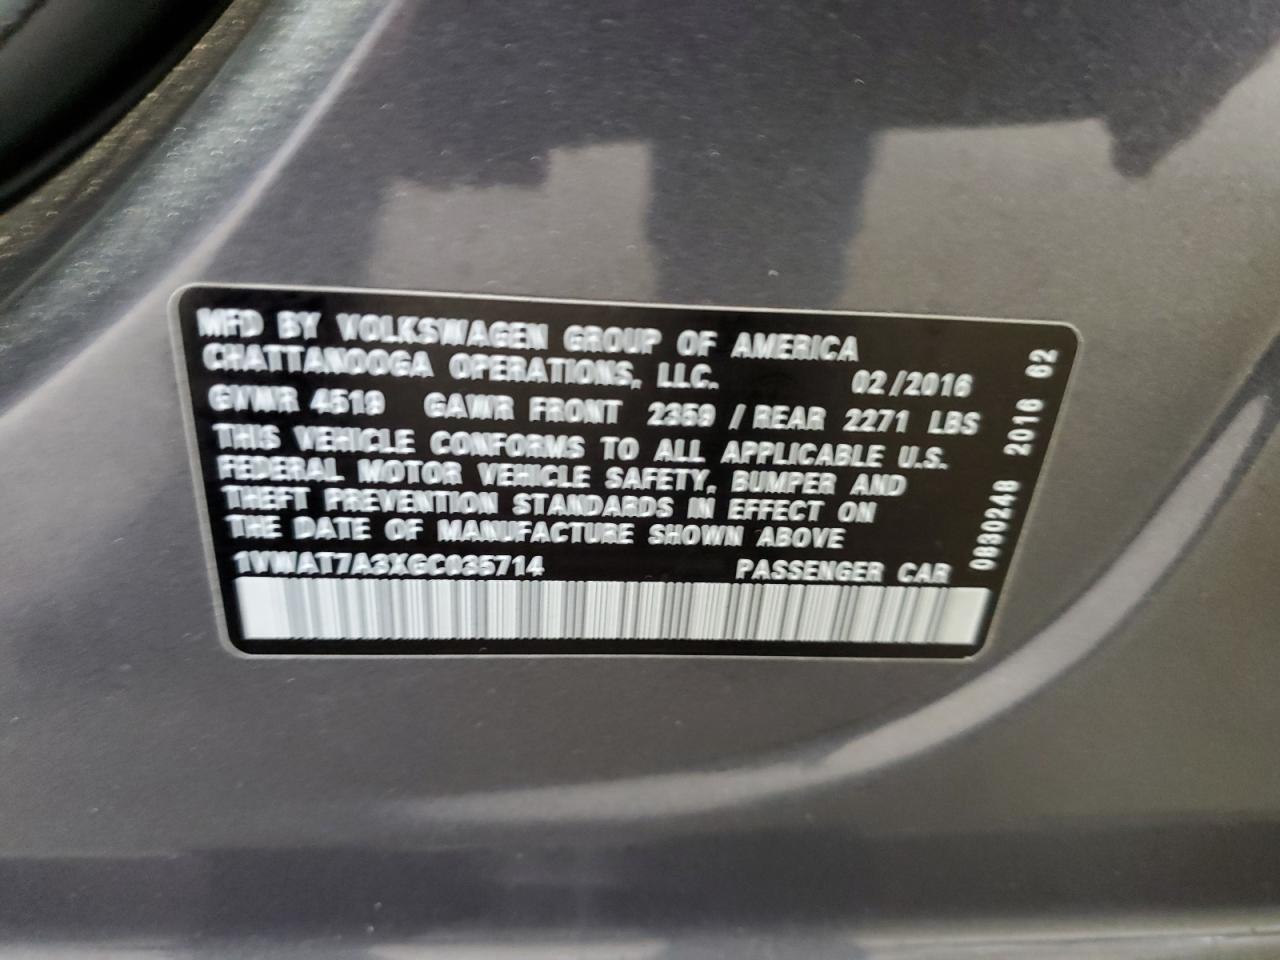 MFD BY VOLKSWAGEN GROUP OF AMERICA
CHATTANOOGA OPERATIONS, LLC. 02/2016
GVWR 4519 GAWR FRONT 2359 / REAR 2271 LBS
THIS VEHICLE CONFORMS TO ALL APPLICABLE U.S.
FEDERAL MOTOR VEHICLE SAFETY, BUMPER AND
THEFT PREVENTION STANDARDS IN EFFECT ON
THE DATE OF MANUFACTURE SHOWN ABOVE
1VWAT7A3XGC035714 PASSENGER CAR
0830248 2016 62